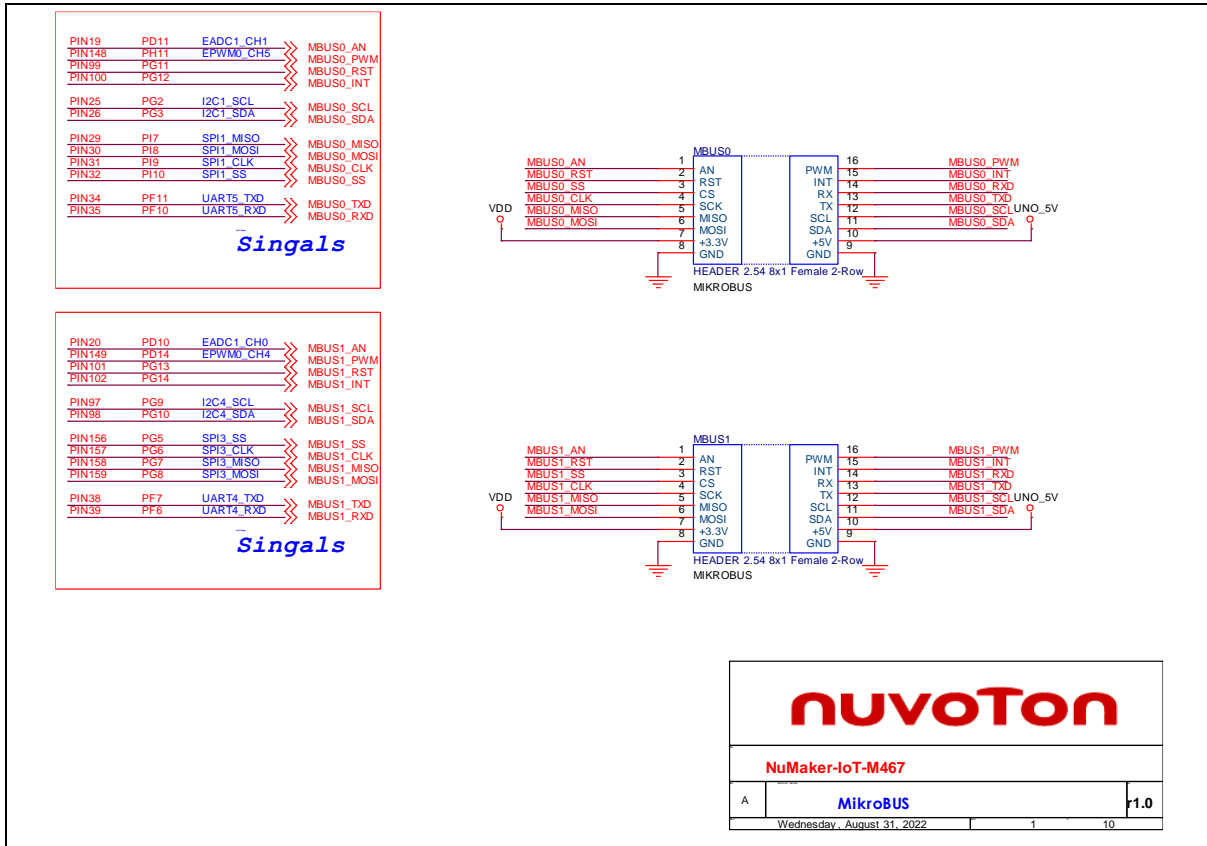 PIN19 PD11 EADC1_CH1 MBUS0_AN
PIN148 PH11 EPWM0_CH5 MBUS0_PWM
PIN99 PG11 MBUS0_RST
PIN100 PG12 MBUS0_INT
PIN25 PG2 I2C1_SCL MBUS0_SCL
PIN26 PG3 I2C1_SDA MBUS0_SDA
PIN29 PI7 SPI1_MISO MBUS0_MISO
PIN30 PI8 SPI1_MOSI MBUS0_MOSI
PIN31 PI9 SPI1_CLK MBUS0_CLK
PIN32 PI10 SPI1_SS MBUS0_SS
PIN34 PF11 UART5_TXD MBUS0_TXD
PIN35 PF10 UART5_RXD MBUS0_RXD
Singals
MBUS0
MBUS0_AN 1 AN PWM 16 MBUS0_PWM
MBUS0_RST 2 RST INT 15 MBUS0_INT
MBUS0_SS 3 CS RX 14 MBUS0_RXD
MBUS0_CLK 4 SCK TX 13 MBUS0_TXD
VDD MBUS0_MISO 5 MISO SCL 12 MBUS0_SCL UNO_5V
MBUS0_MOSI 6 MOSI SDA 11 MBUS0_SDA
7 +3.3V +5V 10
8 GND GND 9
HEADER 2.54 8x1 Female 2-Row
MIKROBUS
PIN20 PD10 EADC1_CH0 MBUS1_AN
PIN149 PD14 EPWM0_CH4 MBUS1_PWM
PIN101 PG13 MBUS1_RST
PIN102 PG14 MBUS1_INT
PIN97 PG9 I2C4_SCL MBUS1_SCL
PIN98 PG10 I2C4_SDA MBUS1_SDA
PIN156 PG5 SPI3_SS MBUS1_SS
PIN157 PG6 SPI3_CLK MBUS1_CLK
PIN158 PG7 SPI3_MISO MBUS1_MISO
PIN159 PG8 SPI3_MOSI MBUS1_MOSI
PIN38 PF7 UART4_TXD MBUS1_TXD
PIN39 PF6 UART4_RXD MBUS1_RXD
Singals
MBUS1
MBUS1_AN 1 AN PWM 16 MBUS1_PWM
MBUS1_RST 2 RST INT 15 MBUS1_INT
MBUS1_SS 3 CS RX 14 MBUS1_RXD
MBUS1_CLK 4 SCK TX 13 MBUS1_TXD
VDD MBUS1_MISO 5 MISO SCL 12 MBUS1_SCL UNO_5V
MBUS1_MOSI 6 MOSI SDA 11 MBUS1_SDA
7 +3.3V +5V 10
8 GND GND 9
HEADER 2.54 8x1 Female 2-Row
MIKROBUS
nuvoTon
NuMaker-IoT-M467
A MikroBUS r1.0
Wednesday, August 31, 2022 1 10